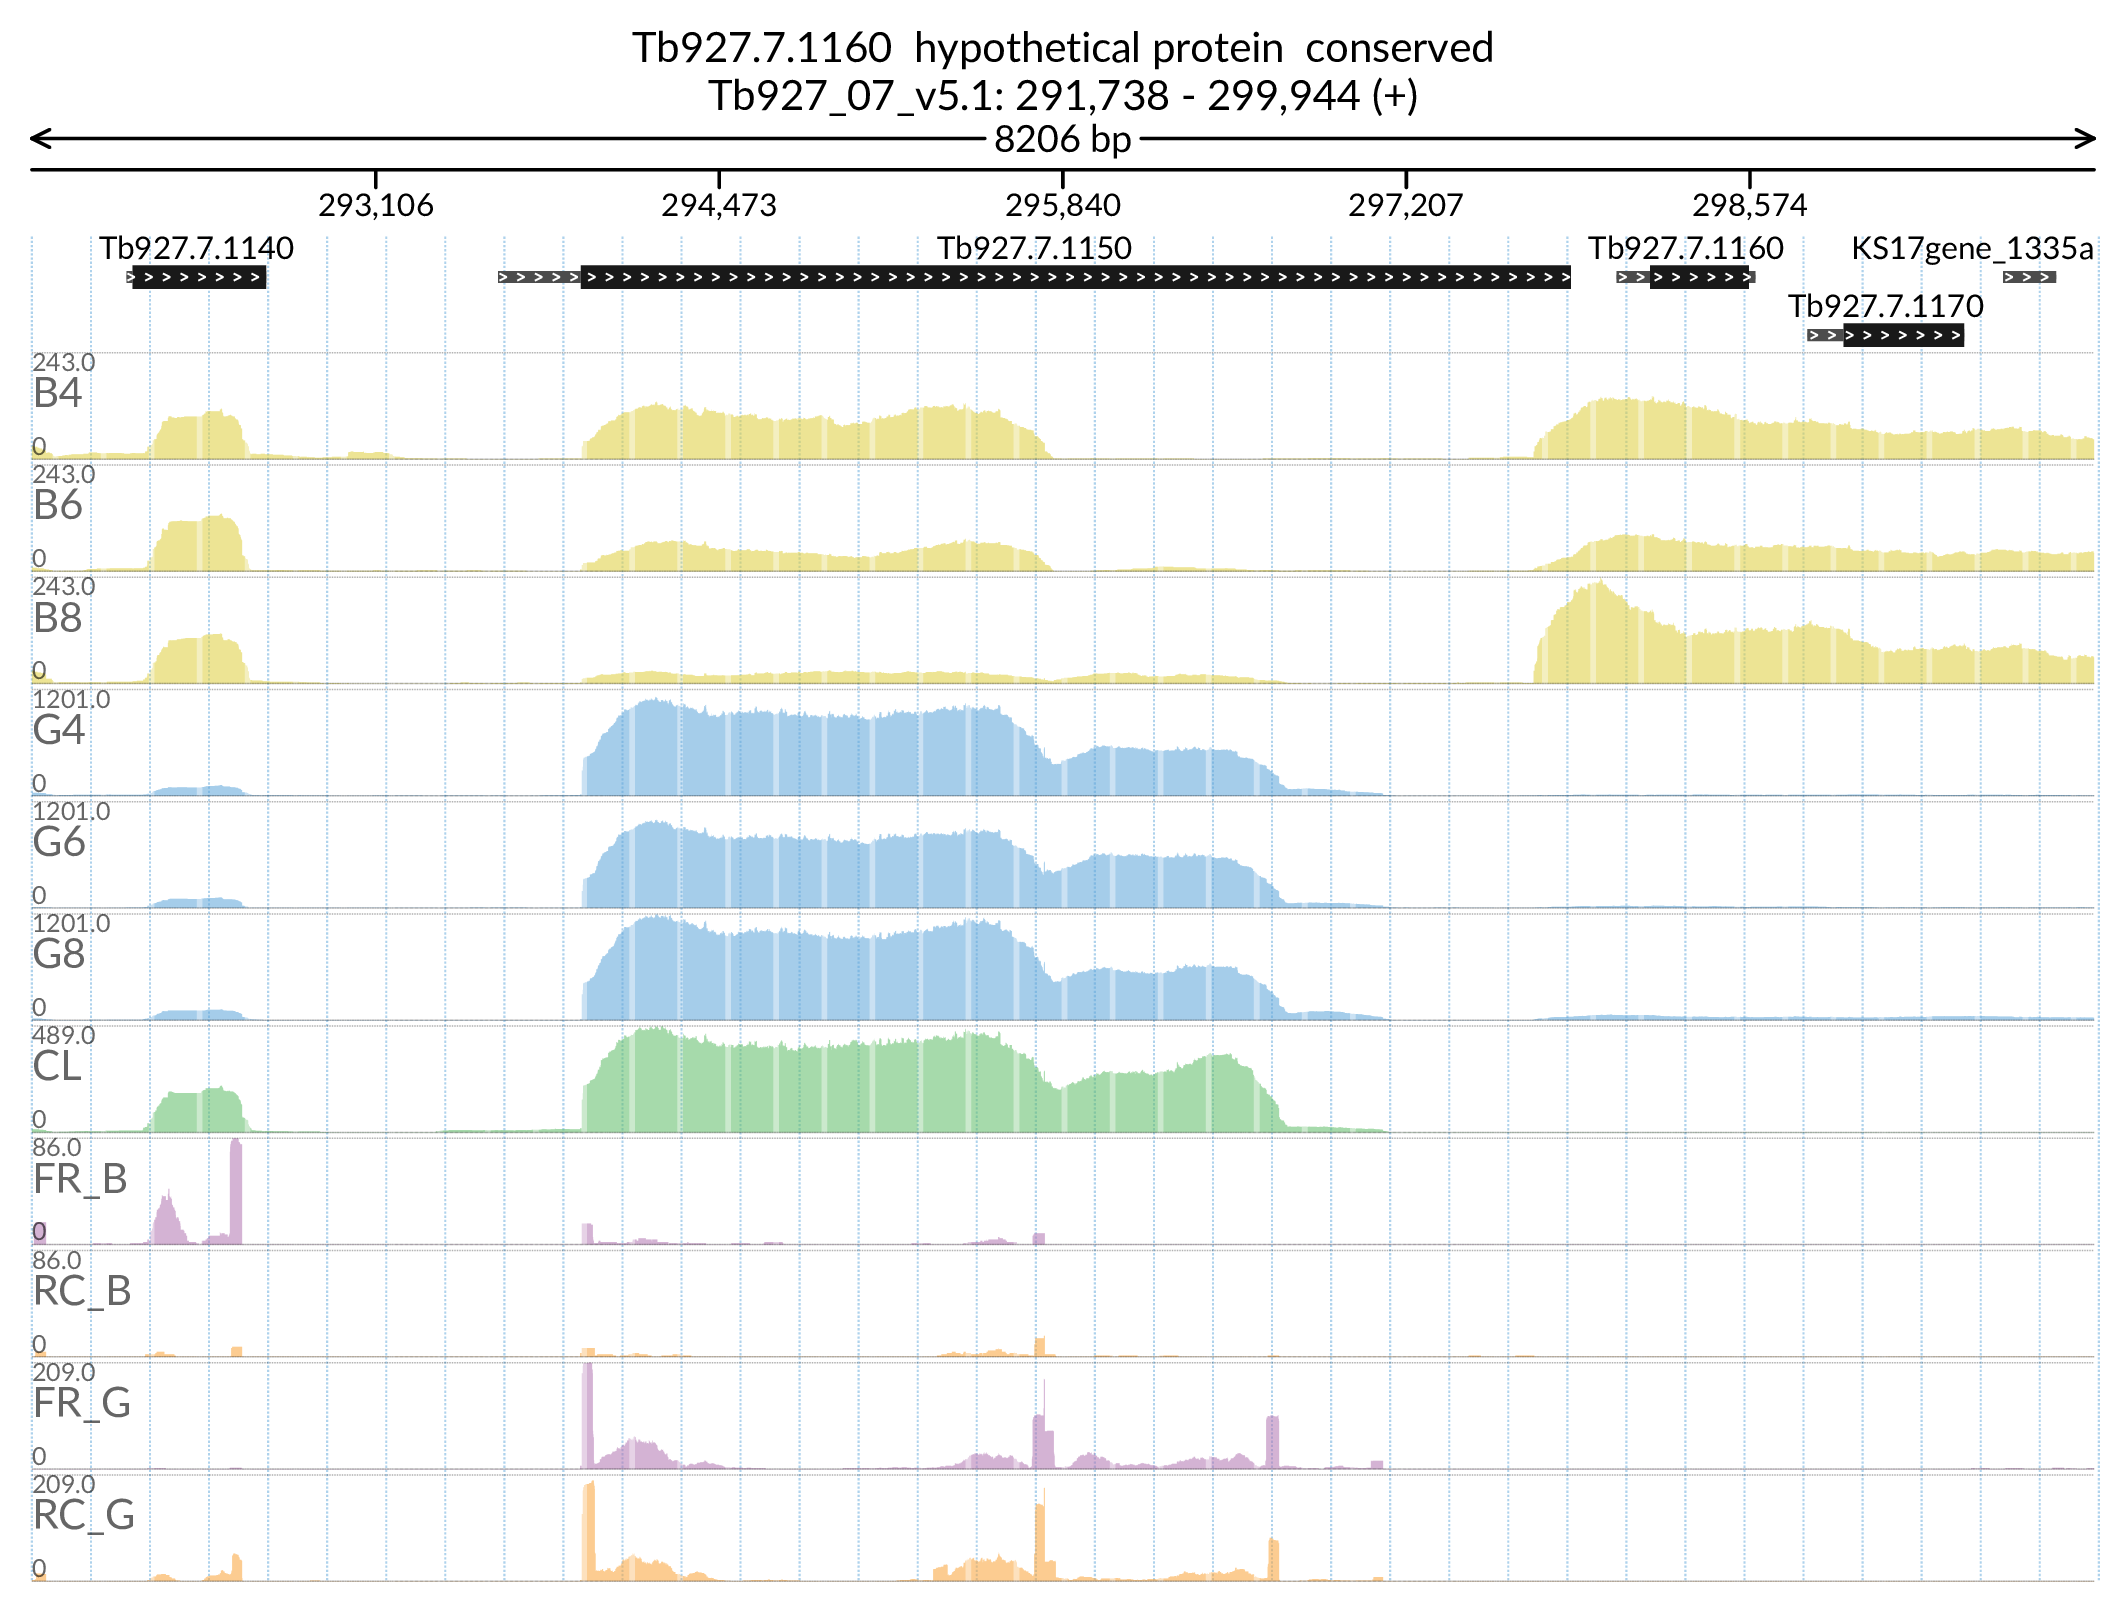 Tb927.7.1160 hypothetical protein conserved
Tb927_07_v5.1: 291,738 - 299,944 (+)
8206 bp
293,106 294,473 295,840 297,207 298,574
Tb927.7.1140 Tb927.7.1150 Tb927.7.1160 KS17gene_1335a
Tb927.7.1170
243.0
B4
0
243.0
B6
0
243.0
B8
0
1201.0
G4
0
1201.0
G6
0
1201.0
G8
0
489.0
CL
0
86.0
FR_B
0
86.0
RC_B
0
209.0
FR_G
0
209.0
RC_G
0